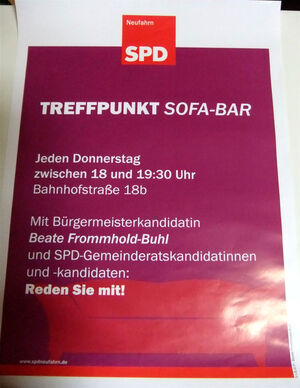 Neufahrn
SPD
TREFFPUNKT SOFA-BAR
Jeden Donnerstag
zwischen 18 und 19:30 Uhr
Bahnhofstraße 18b
Mit Bürgermeisterkandidatin
Beate Frommhold-Buhl
und SPD-Gemeinderatskandidatinnen
und -kandidaten:
Reden Sie mit!
www.spdneufahrn.de